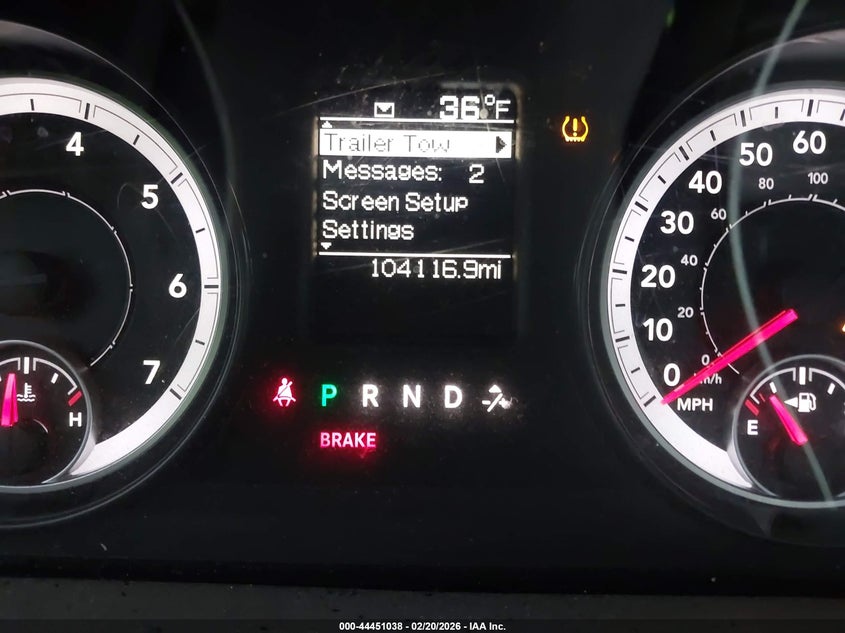 36°F
Trailer Tow
Messages: 2
Screen Setup
Settings
104116.9mi
4
5
6
7
H
P R N D
BRAKE
0 10 20 30 40 50 60
MPH
0 20 40 60 80 100
E
000-44451038 - 02/20/2026 - IAA Inc.